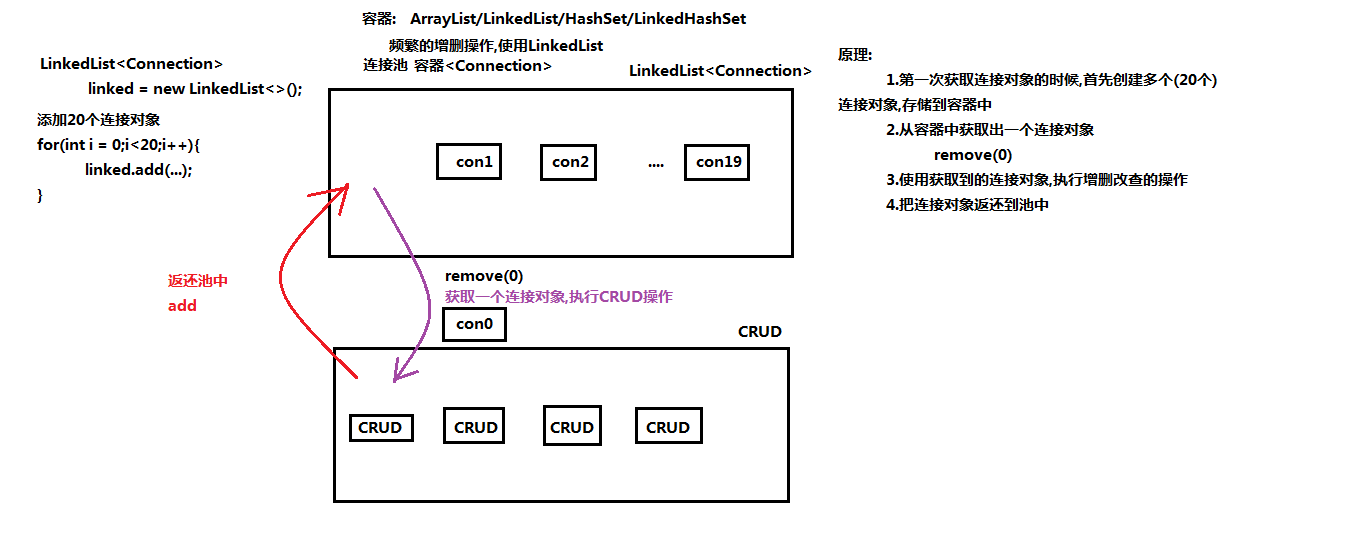 容器: ArrayList/LinkedList/HashSet/LinkedHashSet
频繁的增删操作,使用LinkedList
连接池 容器<Connection>
LinkedList<Connection>
LinkedList<Connection>
linked = new LinkedList<>();
添加20个连接对象
for(int i = 0;i<20;i++){
linked.add(...);
}
con1
con2
....
con19
原理:
1.第一次获取连接对象的时候,首先创建多个(20个)
连接对象,存储到容器中
2.从容器中获取出一个连接对象
remove(0)
3.使用获取到的连接对象,执行增删改查的操作
4.把连接对象返还到池中
返还池中
add
remove(0)
获取一个连接对象,执行CRUD操作
con0
CRUD
CRUD
CRUD
CRUD
CRUD